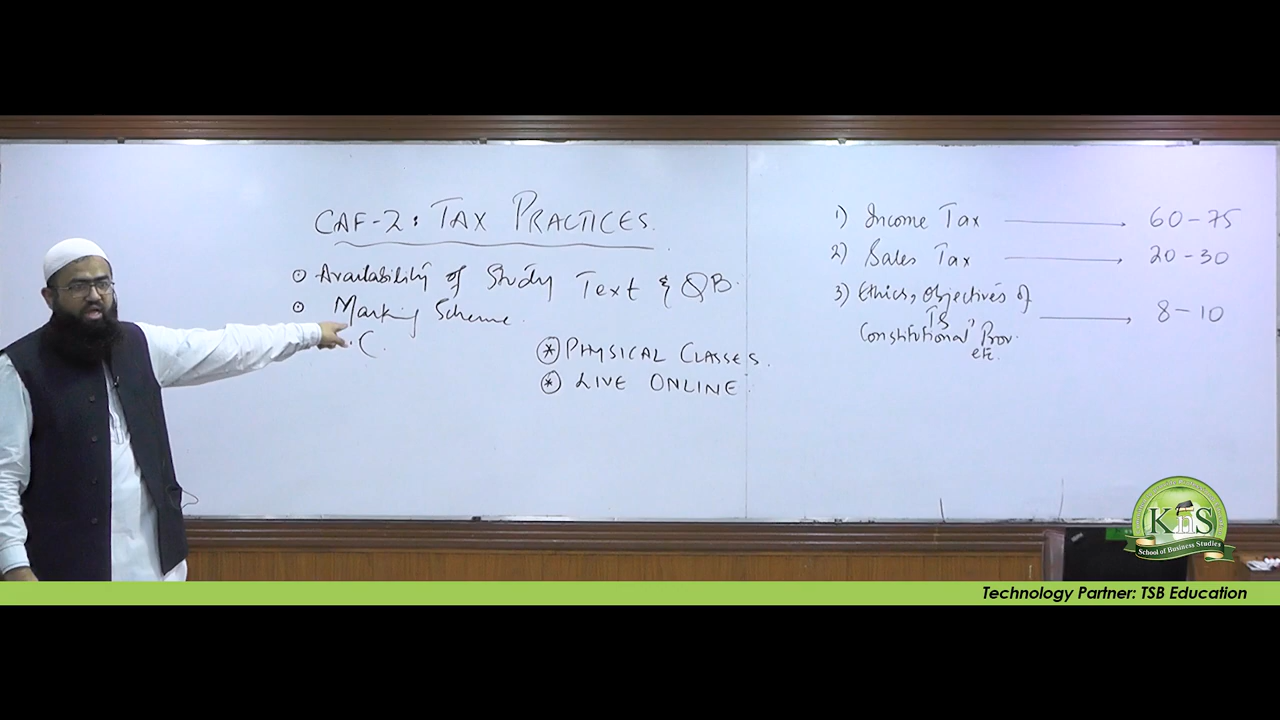 CAF-2: TAX PRACTICES.
⊙ Availability of Study Text & QB.
⊙ Marking Scheme.
C
⊛ PHYSICAL CLASSES.
⊛ LIVE ONLINE
1) Income Tax → 60-75
2) Sales Tax → 20-30
3) Ethics, Objectives of
TS, → 8-10
Constitutional Prov.
etc.
KnS
School of Business Studies
Technology Partner: TSB Education